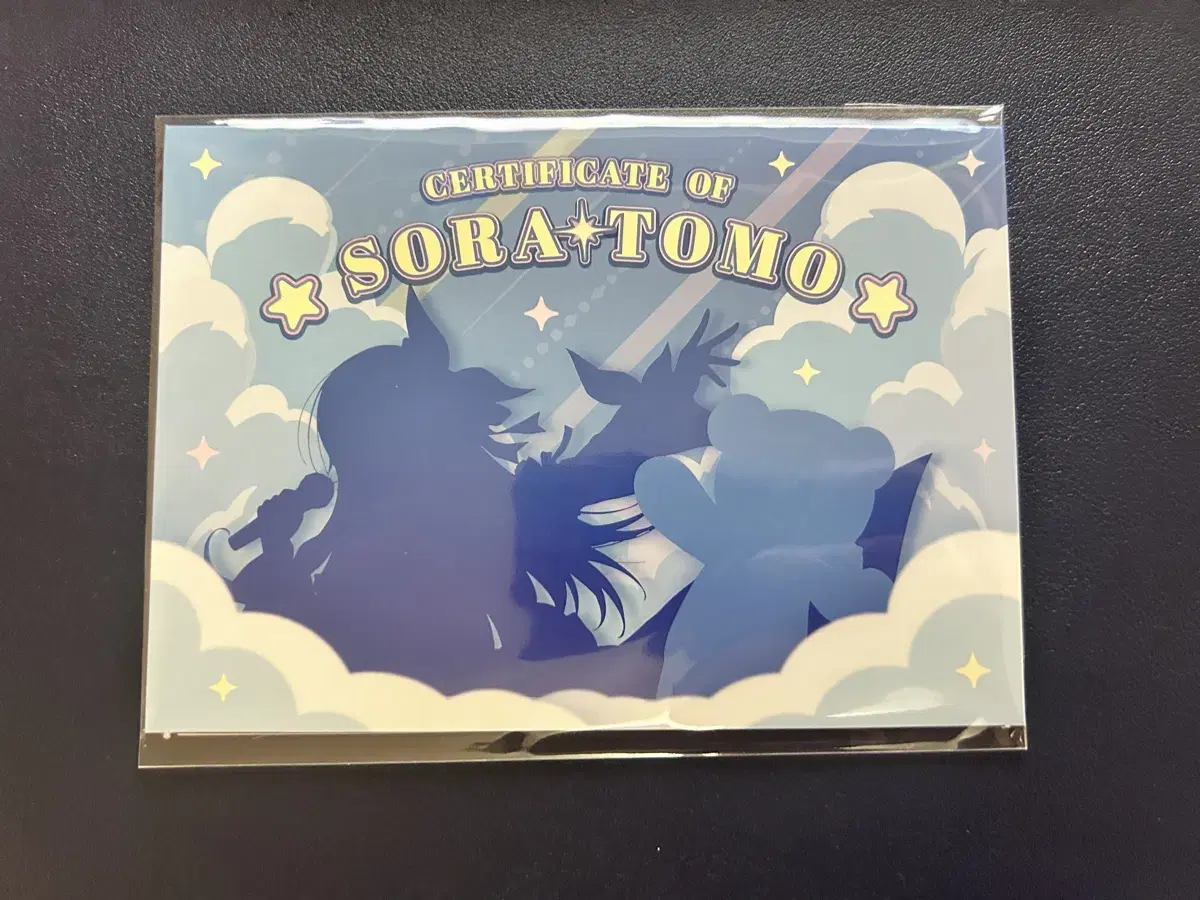 CERTIFICATE OF
SORA TOMO